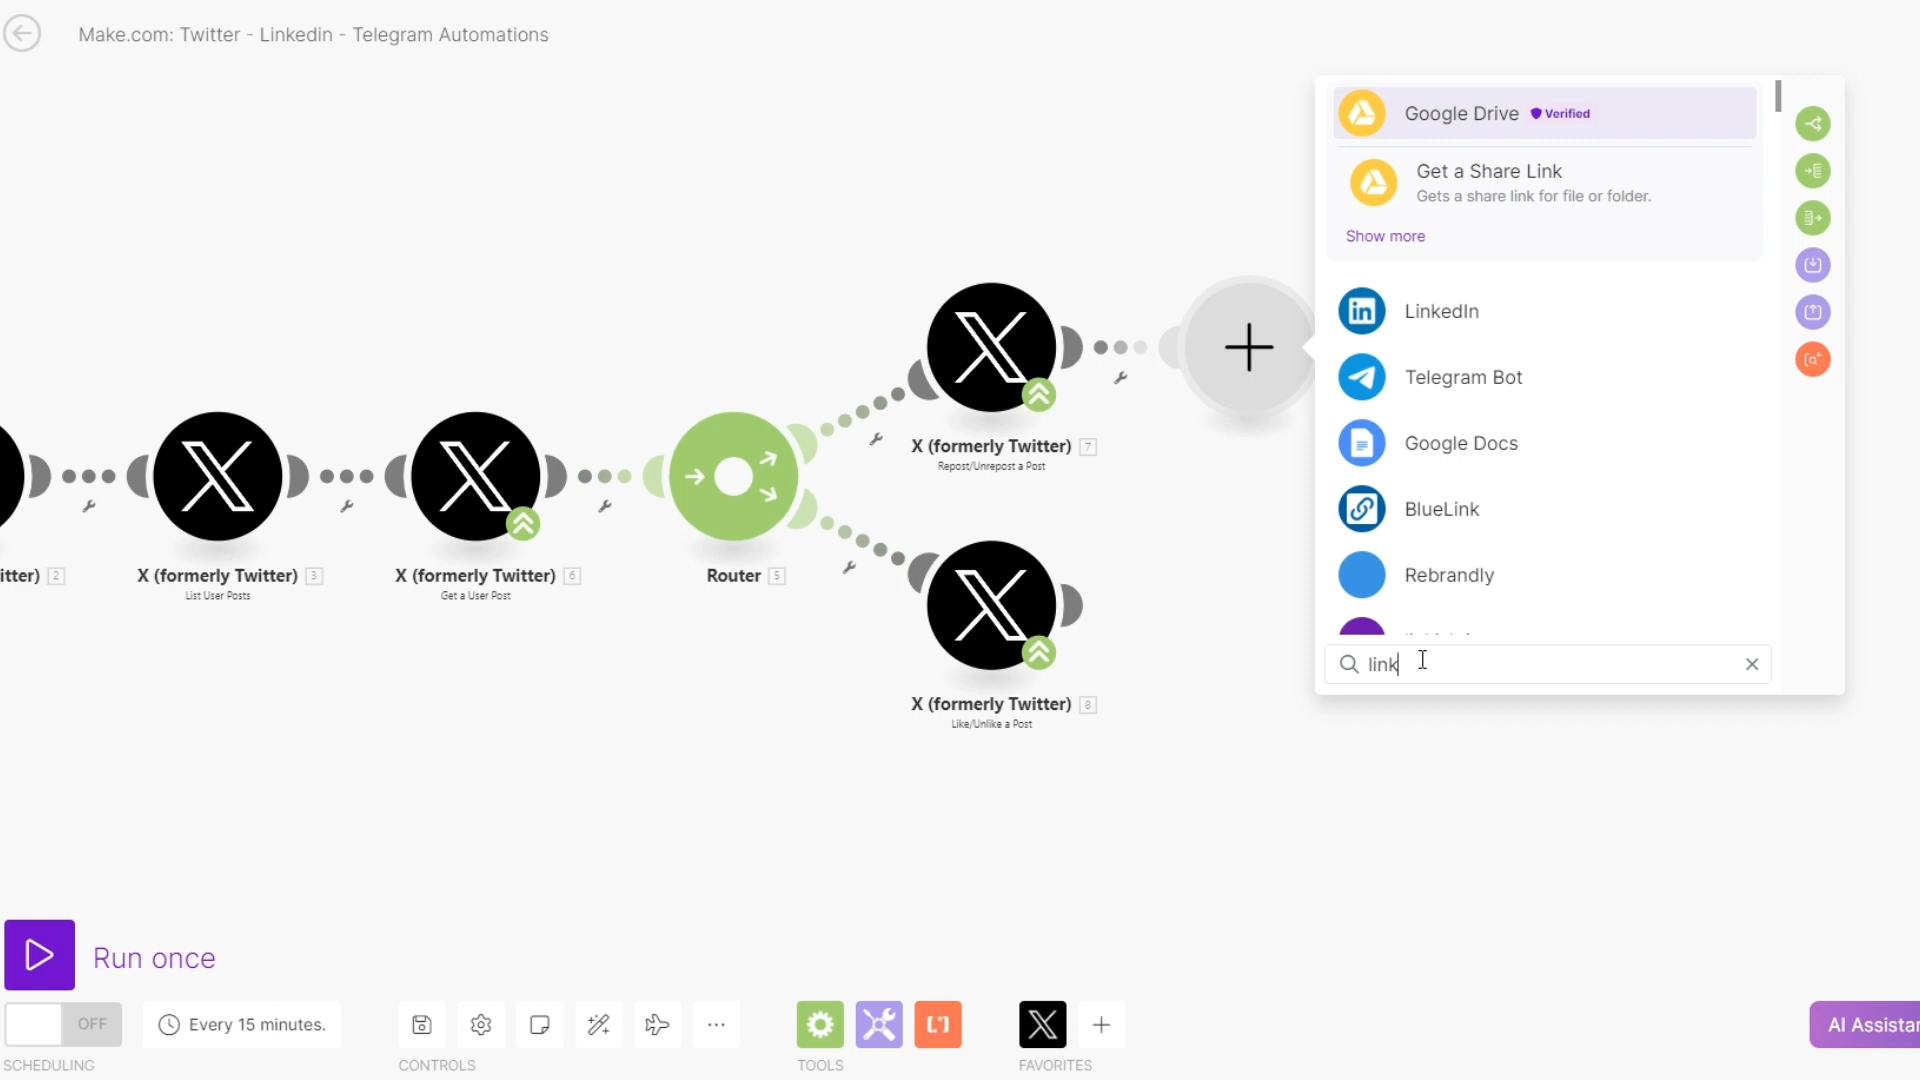 Make.com: Twitter - Linkedin - Telegram Automations
Google Drive Verified
Get a Share Link
Gets a share link for file or folder.
Show more
LinkedIn
Telegram Bot
Google Docs
BlueLink
Rebrandly
link
X (formerly Twitter) 7
Repost/Unrepost a Post
itter) 2
X (formerly Twitter) 3
List User Posts
X (formerly Twitter) 6
Get a User Post
Router 5
X (formerly Twitter) 8
Like/Unlike a Post
Run once
OFF
Every 15 minutes.
SCHEDULING
CONTROLS
TOOLS
FAVORITES
AI Assistan